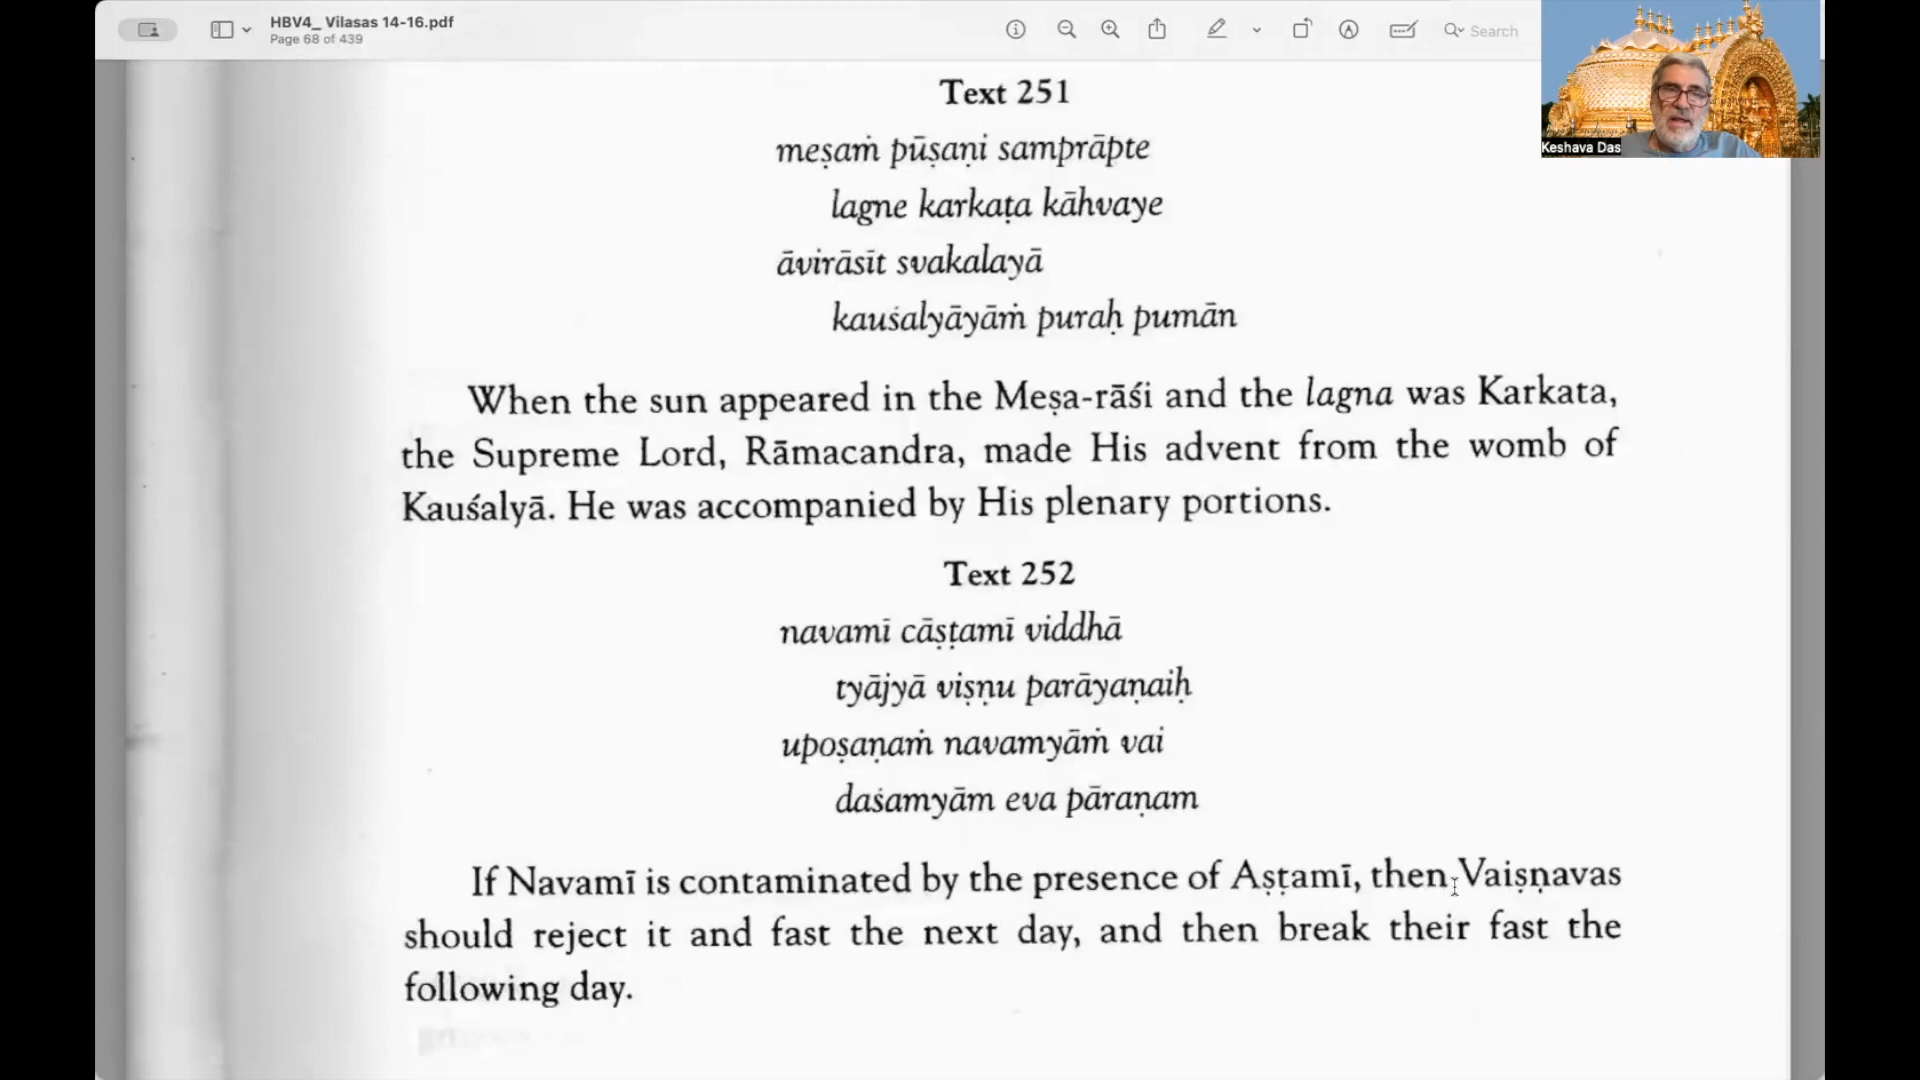 HBV4_ Vilasas 14-16.pdf
Page 68 of 439
Search
Keshava Das
Text 251
meṣaṁ pūṣaṇi samprāpte
lagne karkaṭa kāhvaye
āvirāsīt svakalayā
kauśalyāyāṁ puraḥ pumān
When the sun appeared in the Meṣa-rāśi and the lagna was Karkata,
the Supreme Lord, Rāmacandra, made His advent from the womb of
Kauśalyā. He was accompanied by His plenary portions.
Text 252
navamī cāṣṭamī viddhā
tyājyā viṣṇu parāyaṇaiḥ
upoṣaṇaṁ navamyāṁ vai
daśamyām eva pāraṇam
If Navamī is contaminated by the presence of Aṣṭamī, then Vaiṣṇavas
should reject it and fast the next day, and then break their fast the
following day.